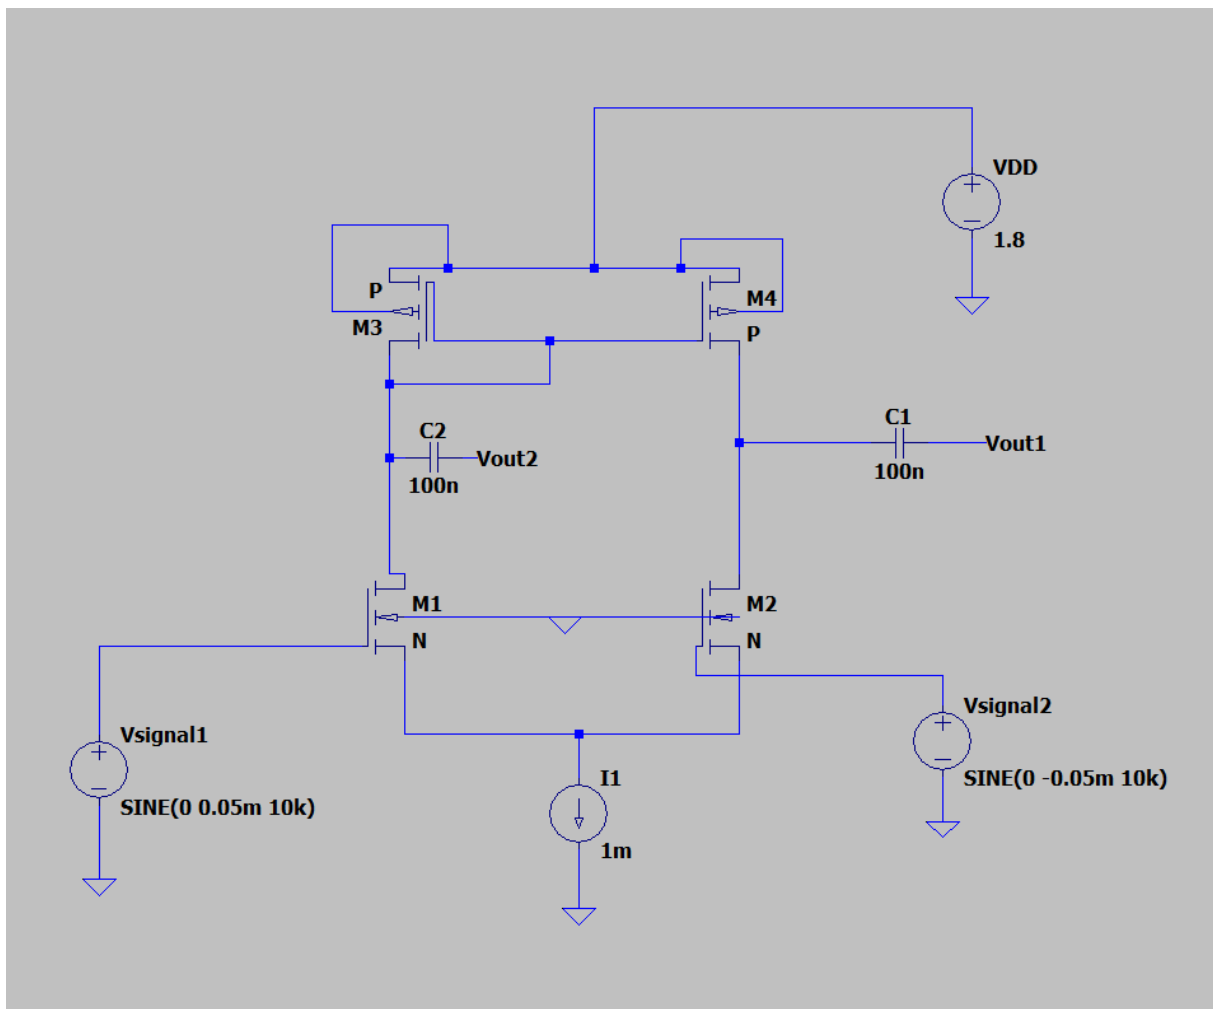 VDD
1.8
P
M3
M4
P
C2
Vout2
100n
C1
Vout1
100n
M1
N
M2
N
Vsignal1
SINE(0 0.05m 10k)
Vsignal2
SINE(0 -0.05m 10k)
I1
1m